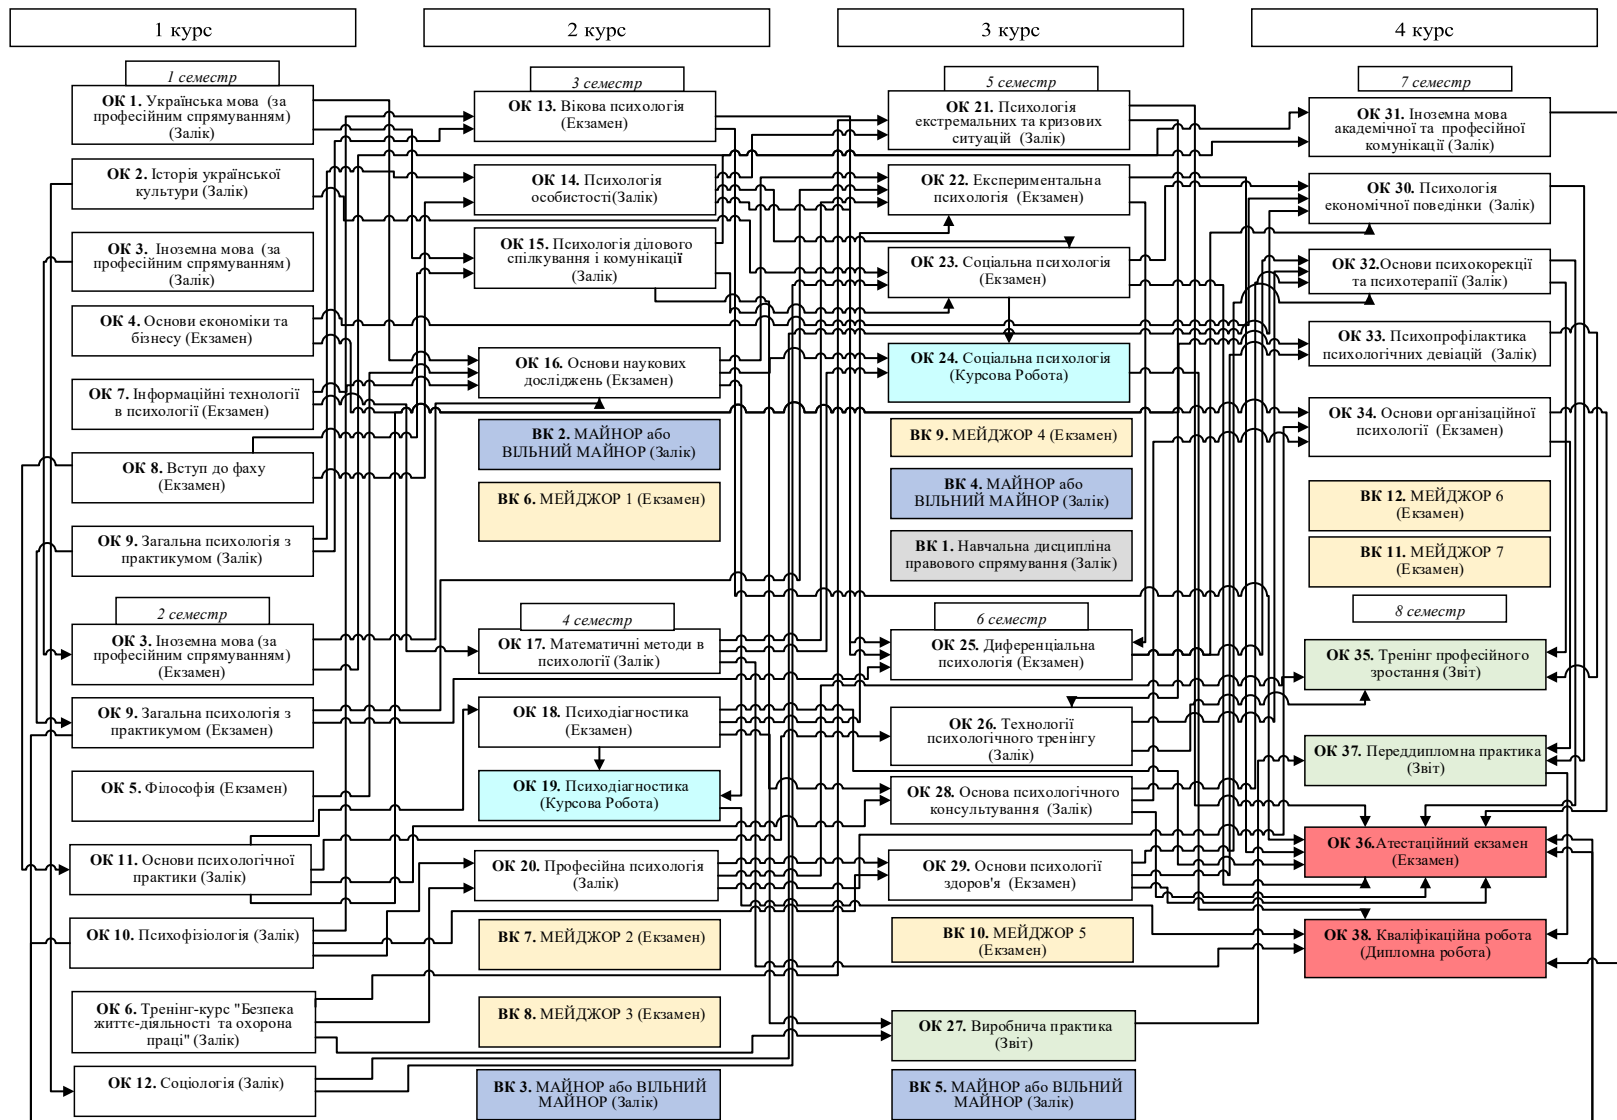 1 курс
2 курс
3 курс
4 курс
1 семестр
ОК 1. Українська мова (за
професійним спрямуванням)
(Залік)
ОК 2. Історія української
культури (Залік)
ОК 3. Іноземна мова (за
професійним спрямуванням)
(Залік)
ОК 4. Основи економіки та
бізнесу (Екзамен)
ОК 7. Інформаційні технології
в психології (Екзамен)
ОК 8. Вступ до фаху
(Екзамен)
ОК 9. Загальна психологія з
практикумом (Залік)
2 семестр
ОК 3. Іноземна мова (за
професійним спрямуванням)
(Екзамен)
ОК 9. Загальна психологія з
практикумом (Екзамен)
ОК 5. Філософія (Екзамен)
ОК 11. Основи психологічної
практики (Залік)
ОК 10. Психофізіологія (Залік)
ОК 6. Тренінг-курс "Безпека
життє-діяльності та охорона
праці" (Залік)
ОК 12. Соціологія (Залік)
3 семестр
ОК 13. Вікова психологія
(Екзамен)
ОК 14. Психологія
особистості(Залік)
ОК 15. Психологія ділового
спілкування і комунікації
(Залік)
ОК 16. Основи наукових
досліджень (Екзамен)
ВК 2. МАЙНОР або
ВІЛЬНИЙ МАЙНОР (Залік)
ВК 6. МЕЙДЖОР 1 (Екзамен)
4 семестр
ОК 17. Математичні методи в
психології (Залік)
ОК 18. Психодіагностика
(Екзамен)
ОК 19. Психодіагностика
(Курсова Робота)
ОК 20. Професійна психологія
(Залік)
ВК 7. МЕЙДЖОР 2 (Екзамен)
ВК 8. МЕЙДЖОР 3 (Екзамен)
ВК 3. МАЙНОР або ВІЛЬНИЙ
МАЙНОР (Залік)
5 семестр
ОК 21. Психологія
екстремальних та кризових
ситуацій (Залік)
ОК 22. Експериментальна
психологія (Екзамен)
ОК 23. Соціальна психологія
(Екзамен)
ОК 24. Соціальна психологія
(Курсова Робота)
ВК 9. МЕЙДЖОР 4 (Екзамен)
ВК 4. МАЙНОР або
ВІЛЬНИЙ МАЙНОР (Залік)
ВК 1. Навчальна дисципліна
правового спрямування (Залік)
6 семестр
ОК 25. Диференціальна
психологія (Екзамен)
ОК 26. Технології
психологічного тренінгу
(Залік)
ОК 28. Основа психологічного
консультування (Залік)
ОК 29. Основи психології
здоров'я (Екзамен)
ВК 10. МЕЙДЖОР 5
(Екзамен)
ОК 27. Виробнича практика
(Звіт)
ВК 5. МАЙНОР або ВІЛЬНИЙ
МАЙНОР (Залік)
7 семестр
ОК 31. Іноземна мова
академічної та професійної
комунікації (Залік)
ОК 30. Психологія
економічної поведінки (Залік)
ОК 32.Основи психокорекції
та психотерапії (Залік)
ОК 33. Психопрофілактика
психологічних девіацій (Залік)
ОК 34. Основи організаційної
психології (Екзамен)
ВК 12. МЕЙДЖОР 6
(Екзамен)
ВК 11. МЕЙДЖОР 7
(Екзамен)
8 семестр
ОК 35. Тренінг професійного
зростання (Звіт)
ОК 37. Переддипломна практика
(Звіт)
ОК 36.Атестаційний екзамен
(Екзамен)
ОК 38. Кваліфікаційна робота
(Дипломна робота)